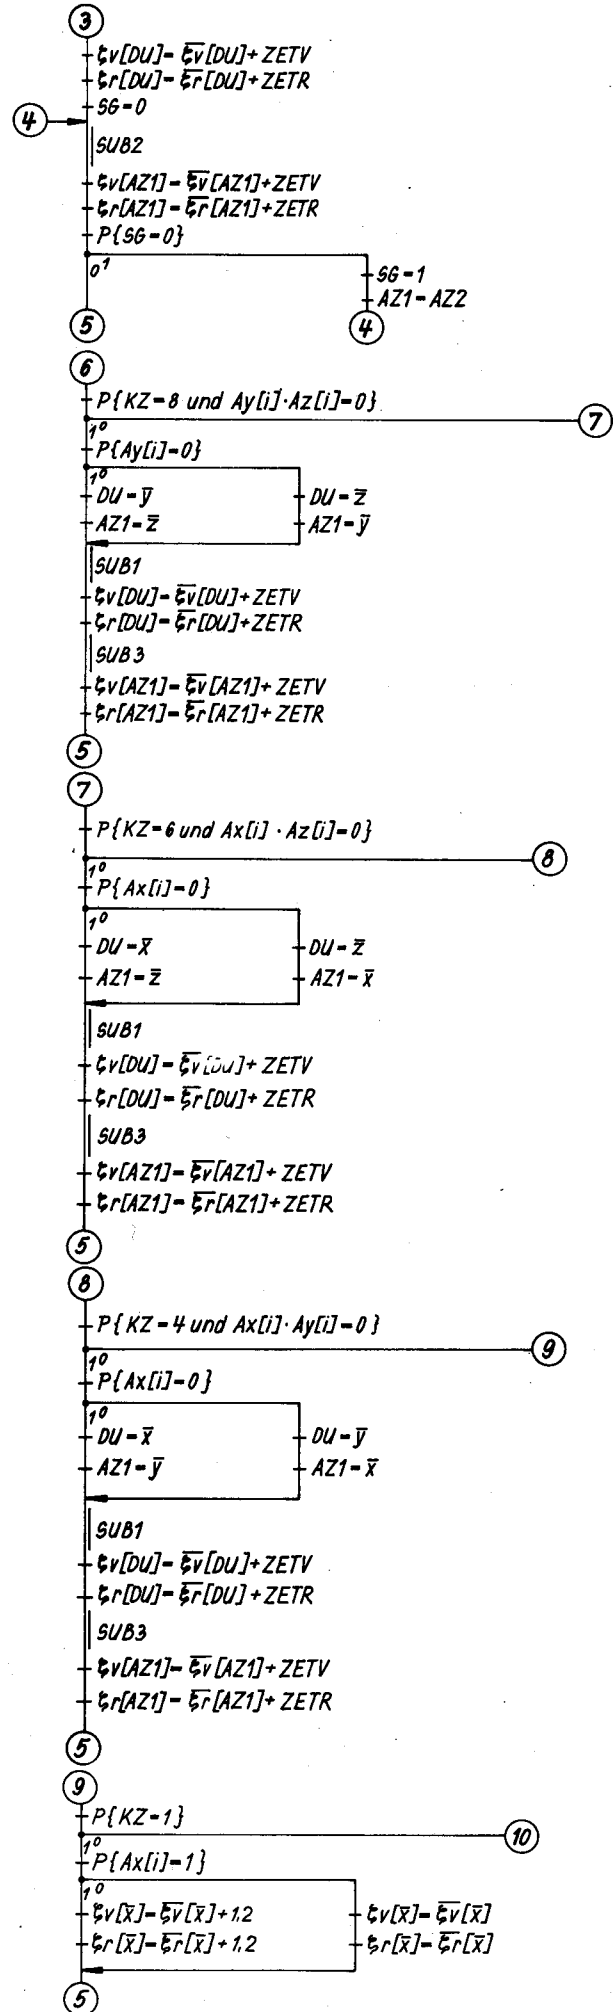 3
ζv[DU]=ξ̅v̅[DU]+ZETV
ζr[DU]=ξ̅r̅[DU]+ZETR
SG=0
4
SUB2
ζv[AZ1]=ξ̅v̅[AZ1]+ZETV
ζr[AZ1]=ξ̅r̅[AZ1]+ZETR
P{SG=0}
0 1
SG=1
AZ1=AZ2
5 4
6
P{KZ=8 und Ay[i]·Az[i]=0}
7
1 0
P{Ay[i]=0}
1 0
DU=y̅ DU=z̅
AZ1=z̅ AZ1=y̅
SUB1
ζv[DU]=ξ̅v̅[DU]+ZETV
ζr[DU]=ξ̅r̅[DU]+ZETR
SUB3
ζv[AZ1]=ξ̅v̅[AZ1]+ZETV
ζr[AZ1]=ξ̅r̅[AZ1]+ZETR
5
7
P{KZ=6 und Ax[i] · Az[i]=0}
8
1 0
P{Ax[i]=0}
1 0
DU=x̅ DU=z̅
AZ1=z̅ AZ1=x̅
SUB1
ζv[DU]=ξ̅v̅[DU]+ZETV
ζr[DU]=ξ̅r̅[DU]+ZETR
SUB3
ζv[AZ1]=ξ̅v̅[AZ1]+ZETV
ζr[AZ1]=ξ̅r̅[AZ1]+ZETR
5
8
P{KZ=4 und Ax[i]·Ay[i]=0}
9
1 0
P{Ax[i]=0}
1 0
DU=x̅ DU=y̅
AZ1=y̅ AZ1=x̅
SUB1
ζv[DU]=ξ̅v̅[DU]+ZETV
ζr[DU]=ξ̅r̅[DU]+ZETR
SUB3
ζv[AZ1]=ξ̅v̅[AZ1]+ZETV
ζr[AZ1]=ξ̅r̅[AZ1]+ZETR
5
9
P{KZ=1}
10
1 0
P{Ax[i]=1}
1 0
ζv[x̅]=ξ̅v̅[x̅]+1,2 ζv[x̅]=ξ̅v̅[x̅]
ζr[x̅]=ξ̅r̅[x̅]+1,2 ζr[x̅]=ξ̅r̅[x̅]
5